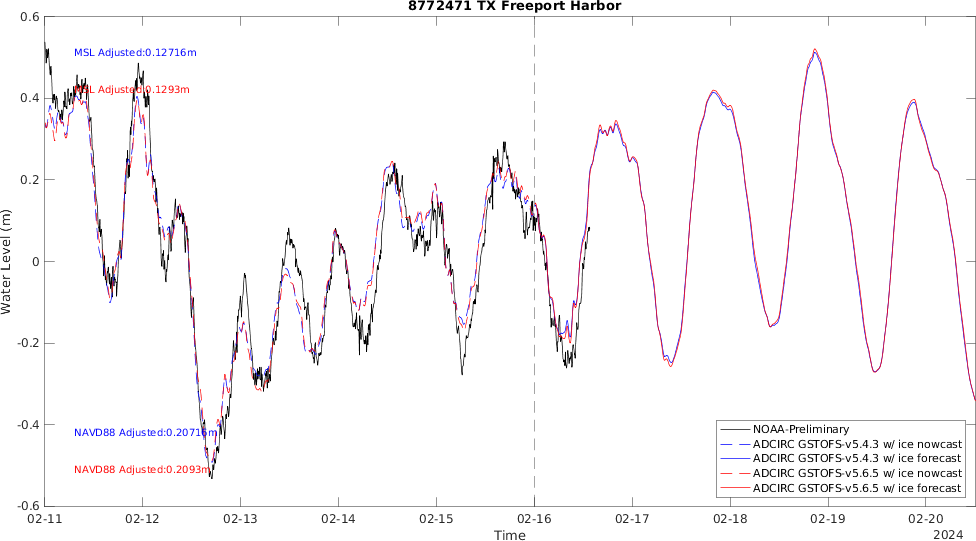 8772471 TX Freeport Harbor
0.6
0.4
0.2
0
-0.2
-0.4
-0.6
Water Level (m)
MSL Adjusted:0.12716m
MSL Adjusted:0.1293m
NAVD88 Adjusted:0.20716m
NAVD88 Adjusted:0.2093m
NOAA-Preliminary
ADCIRC GSTOFS-v5.4.3 w/ ice nowcast
ADCIRC GSTOFS-v5.4.3 w/ ice forecast
ADCIRC GSTOFS-v5.6.5 w/ ice nowcast
ADCIRC GSTOFS-v5.6.5 w/ ice forecast
02-11 02-12 02-13 02-14 02-15 02-16 02-17 02-18 02-19 02-20
Time
2024